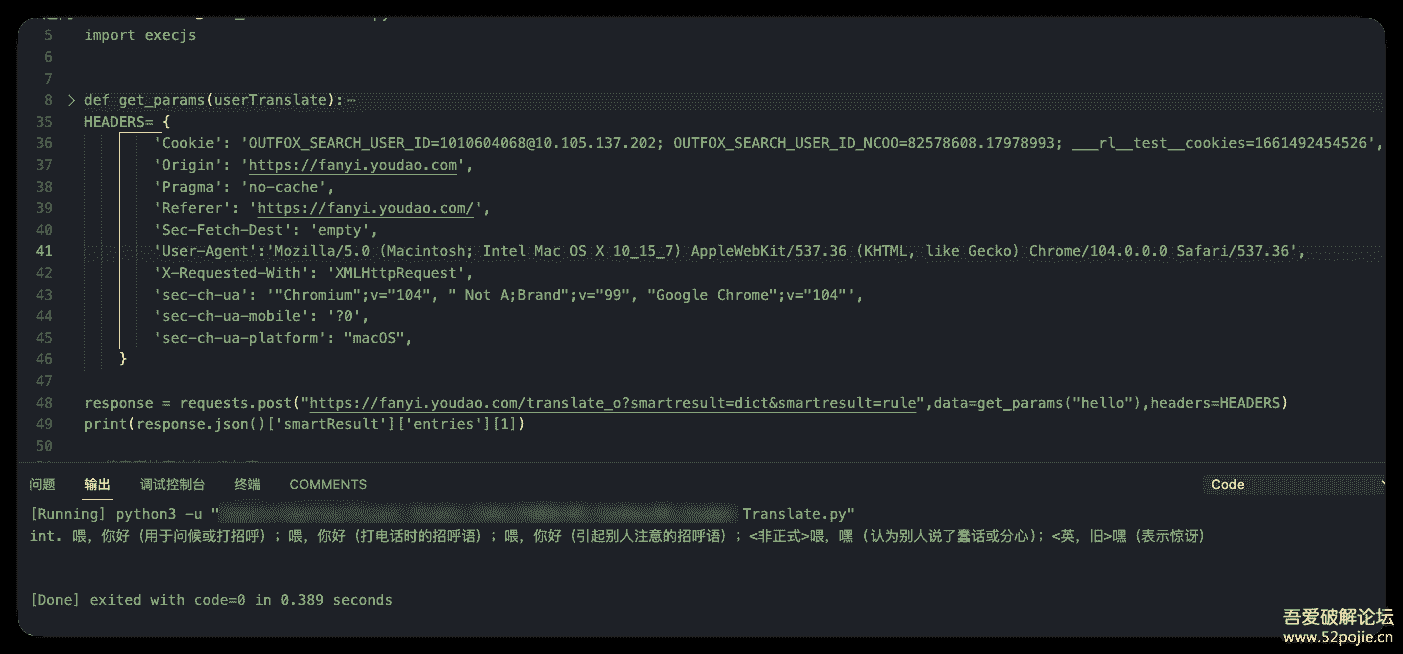 5 import execjs
6
7
8 > def get_params(userTranslate):…
35 HEADERS= {
36 'Cookie': 'OUTFOX_SEARCH_USER_ID=1010604068@10.105.137.202; OUTFOX_SEARCH_USER_ID_NCOO=82578608.17978993; ___rl__test__cookies=1661492454526',
37 'Origin': 'https://fanyi.youdao.com',
38 'Pragma': 'no-cache',
39 'Referer': 'https://fanyi.youdao.com/',
40 'Sec-Fetch-Dest': 'empty',
41 'User-Agent':'Mozilla/5.0 (Macintosh; Intel Mac OS X 10_15_7) AppleWebKit/537.36 (KHTML, like Gecko) Chrome/104.0.0.0 Safari/537.36',
42 'X-Requested-With': 'XMLHttpRequest',
43 'sec-ch-ua': '"Chromium";v="104", " Not A;Brand";v="99", "Google Chrome";v="104"',
44 'sec-ch-ua-mobile': '?0',
45 'sec-ch-ua-platform': "macOS",
46 }
47
48 response = requests.post("https://fanyi.youdao.com/translate_o?smartresult=dict&smartresult=rule",data=get_params("hello"),headers=HEADERS)
49 print(response.json()['smartResult']['entries'][1])
50
问题 输出 调试控制台 终端 COMMENTS Code
[Running] python3 -u " Translate.py"
int. 喂，你好（用于问候或打招呼）；喂，你好（打电话时的招呼语）；喂，你好（引起别人注意的招呼语）；<非正式>喂，嘿 (认为别人说了蠢话或分心)；<英，旧>嘿（表示惊讶）
[Done] exited with code=0 in 0.389 seconds
吾爱破解论坛
www.52pojie.cn